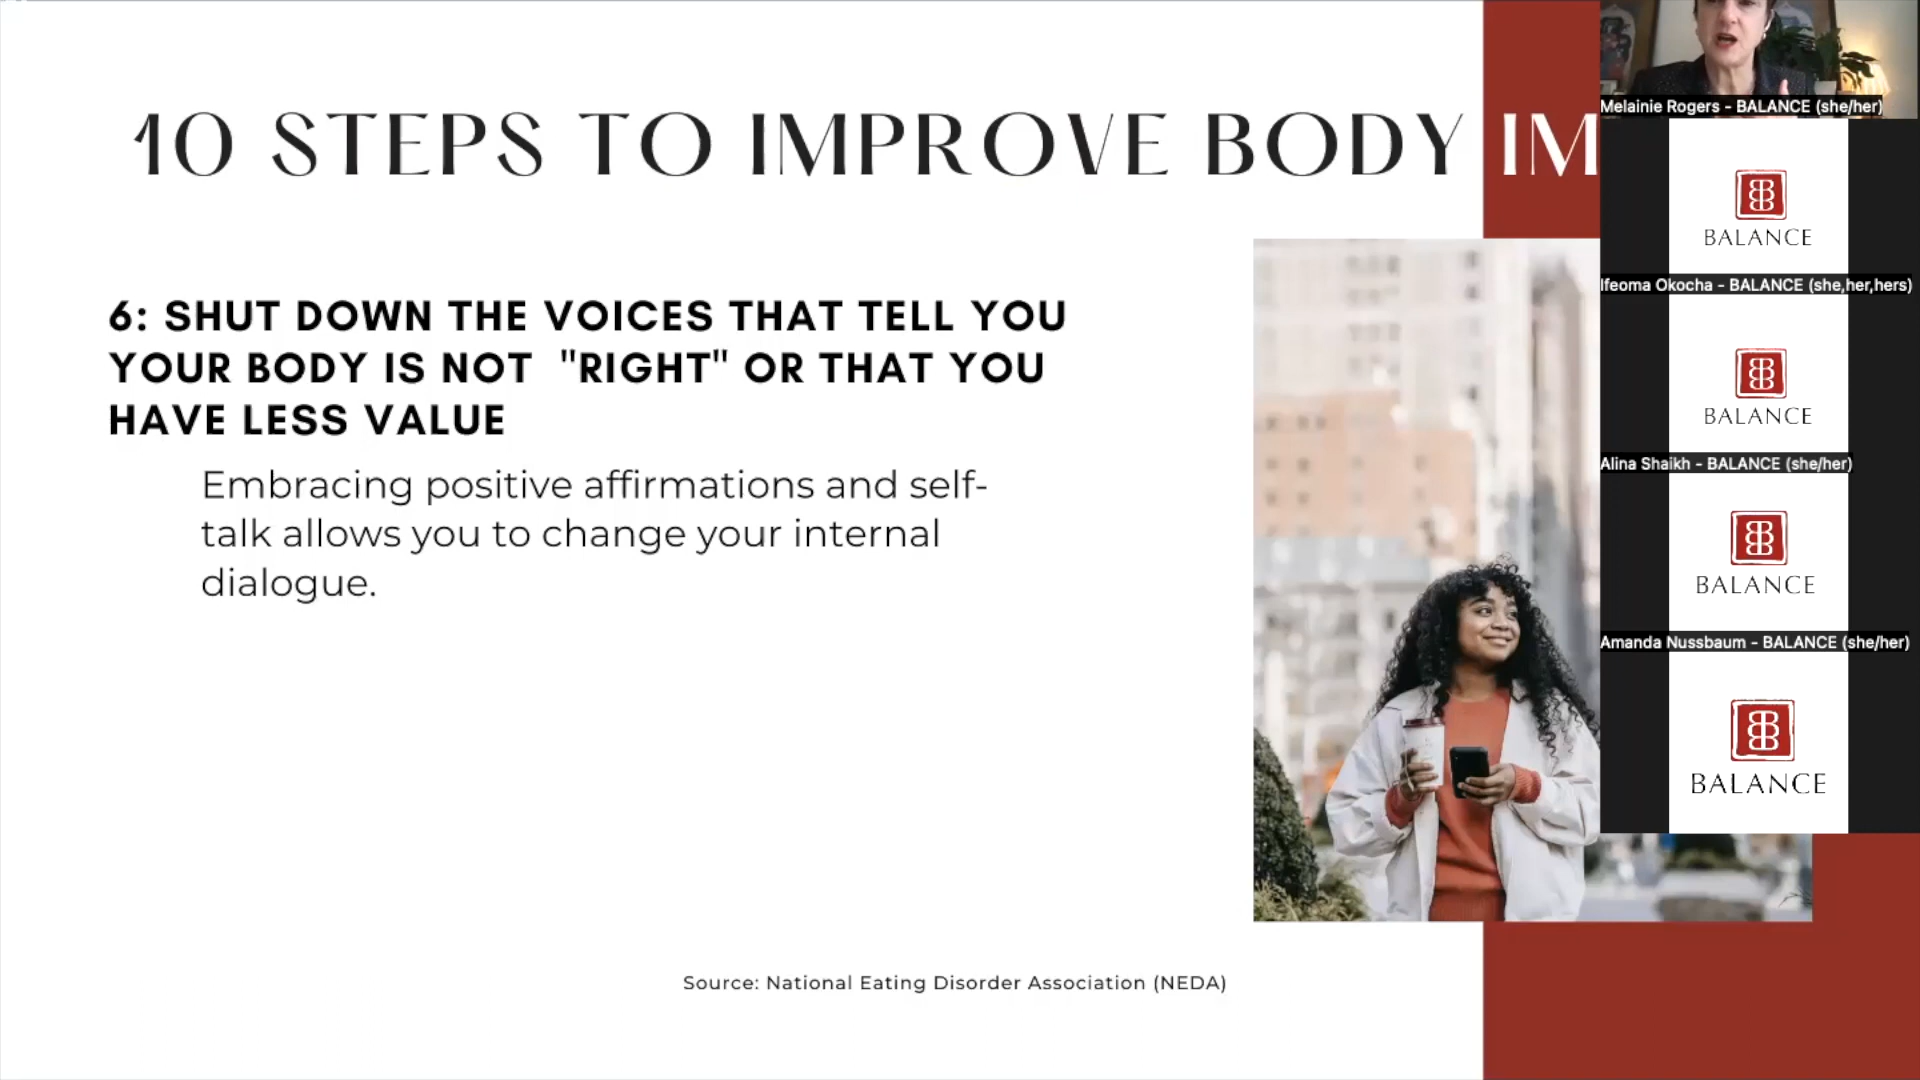 10 STEPS TO IMPROVE BODY IM
6: SHUT DOWN THE VOICES THAT TELL YOU
YOUR BODY IS NOT "RIGHT" OR THAT YOU
HAVE LESS VALUE
Embracing positive affirmations and self-
talk allows you to change your internal
dialogue.
Source: National Eating Disorder Association (NEDA)
Melainie Rogers - BALANCE (she/her)
BALANCE
Ifeoma Okocha - BALANCE (she,her,hers)
BALANCE
Alina Shaikh - BALANCE (she/her)
BALANCE
Amanda Nussbaum - BALANCE (she/her)
BALANCE